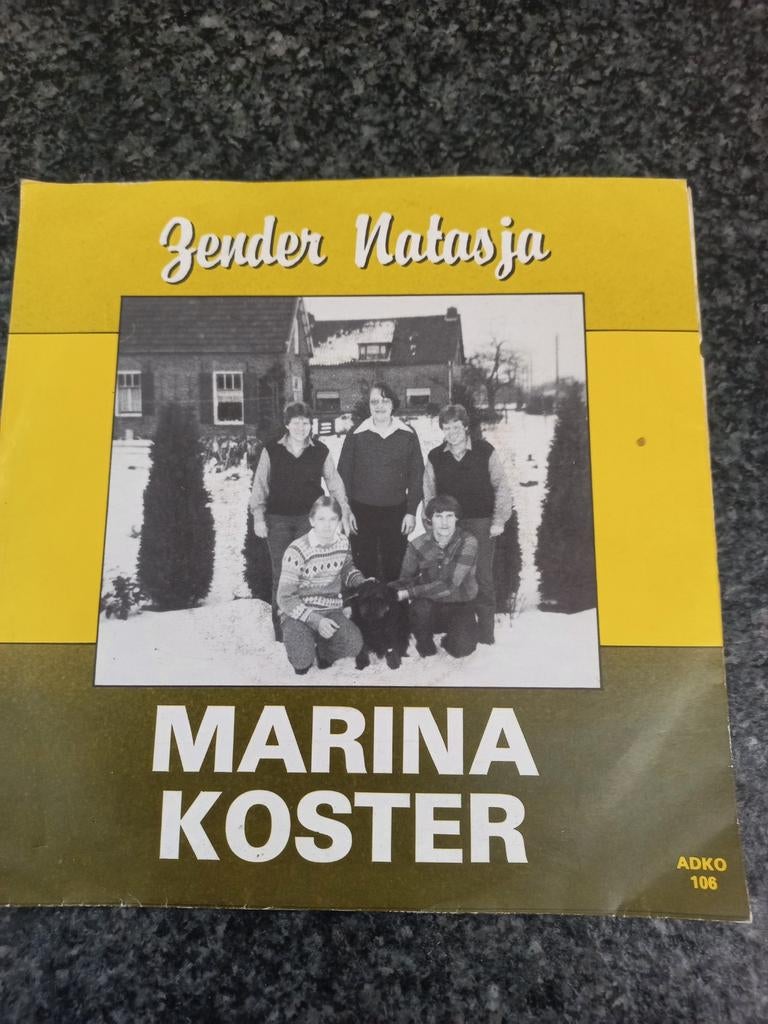 Zender Natasja
MARINA
KOSTER
ADKO
106